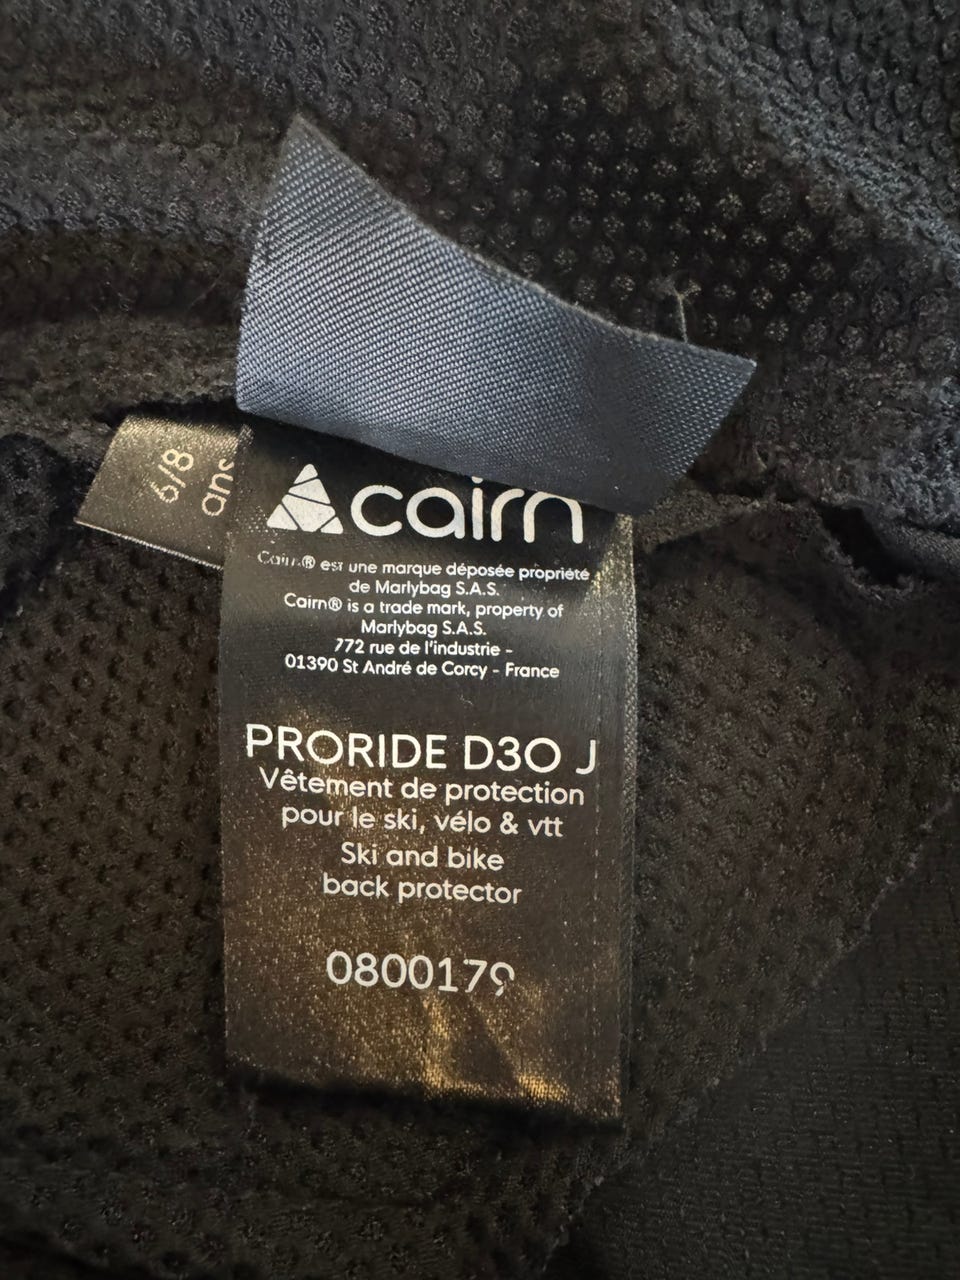 6/8
ans
cairn
Cairn® est une marque déposée propriété
de Marlybag S.A.S.
Cairn® is a trade mark, property of
Marlybag S.A.S.
772 rue de l'industrie -
01390 St André de Corcy - France
PRORIDE D3O J
Vêtement de protection
pour le ski, vélo & vtt
Ski and bike
back protector
0800179